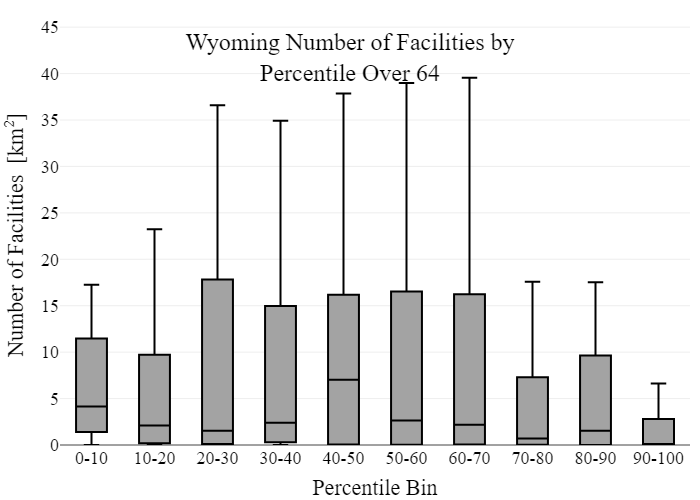 Wyoming Number of Facilities by
Percentile Over 64
Number of Facilities [km²]
45
40
35
30
25
20
15
10
5
0
0-10 10-20 20-30 30-40 40-50 50-60 60-70 70-80 80-90 90-100
Percentile Bin